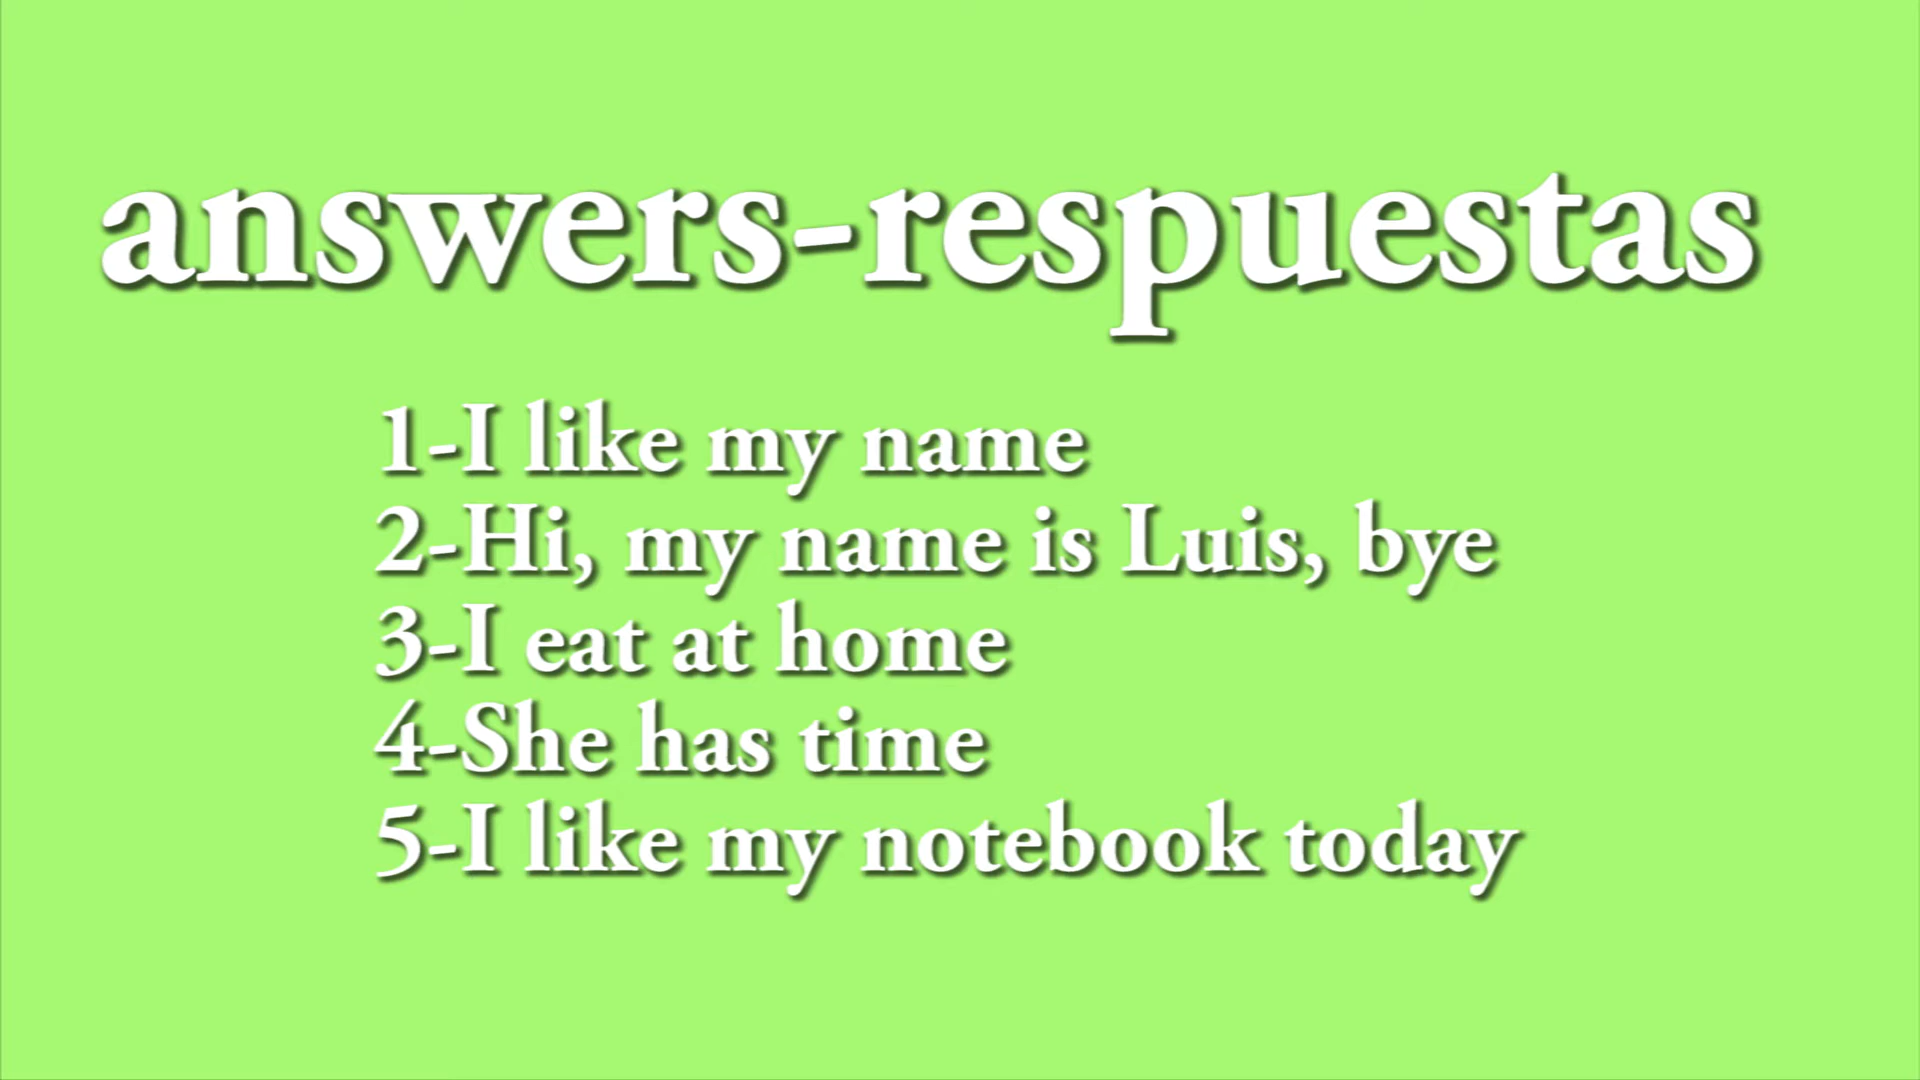 answers-respuestas
1-I like my name
2-Hi, my name is Luis, bye
3-I eat at home
4-She has time
5-I like my notebook today